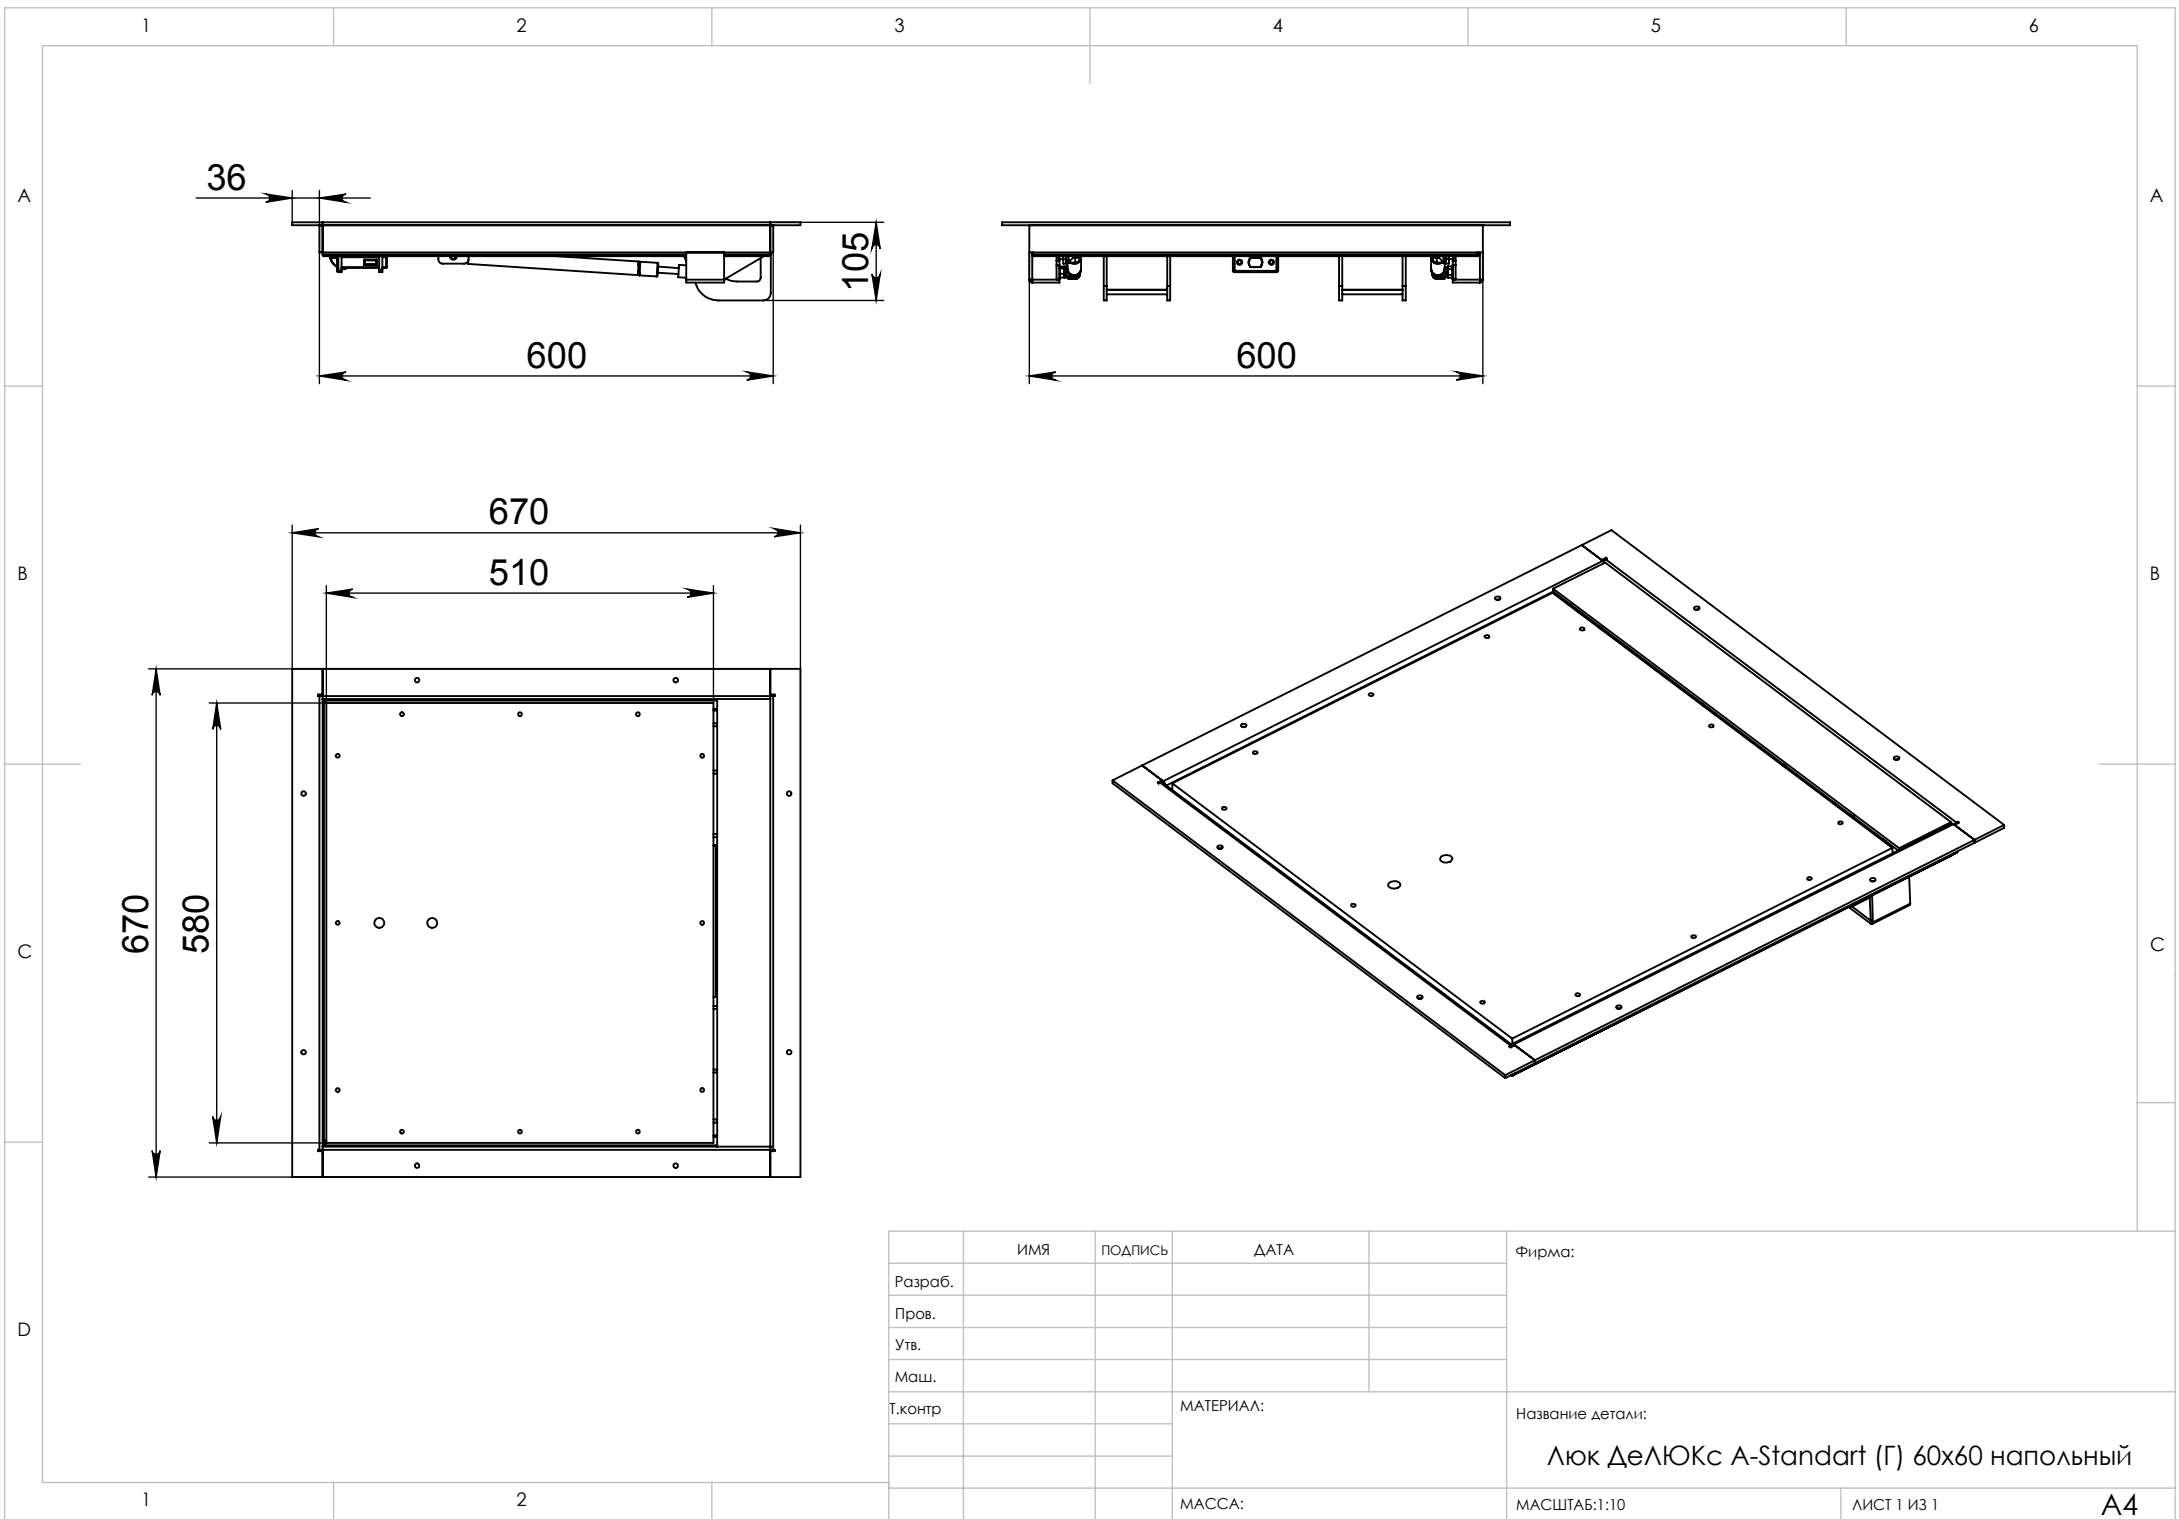 1 2 3 4 5 6
A A
36
105
600 600
670
510
B B
670
580
C C
D
ИМЯ ПОДПИСЬ ДАТА
Фирма:
Разраб.
Пров.
Утв.
Маш.
Т.контр
МАТЕРИАЛ:
Название детали:
Люк ДеЛЮКс A-Standart (Г) 60x60 напольный
1 2
МАССА:
МАСШТАБ:1:10
ЛИСТ 1 ИЗ 1
A4